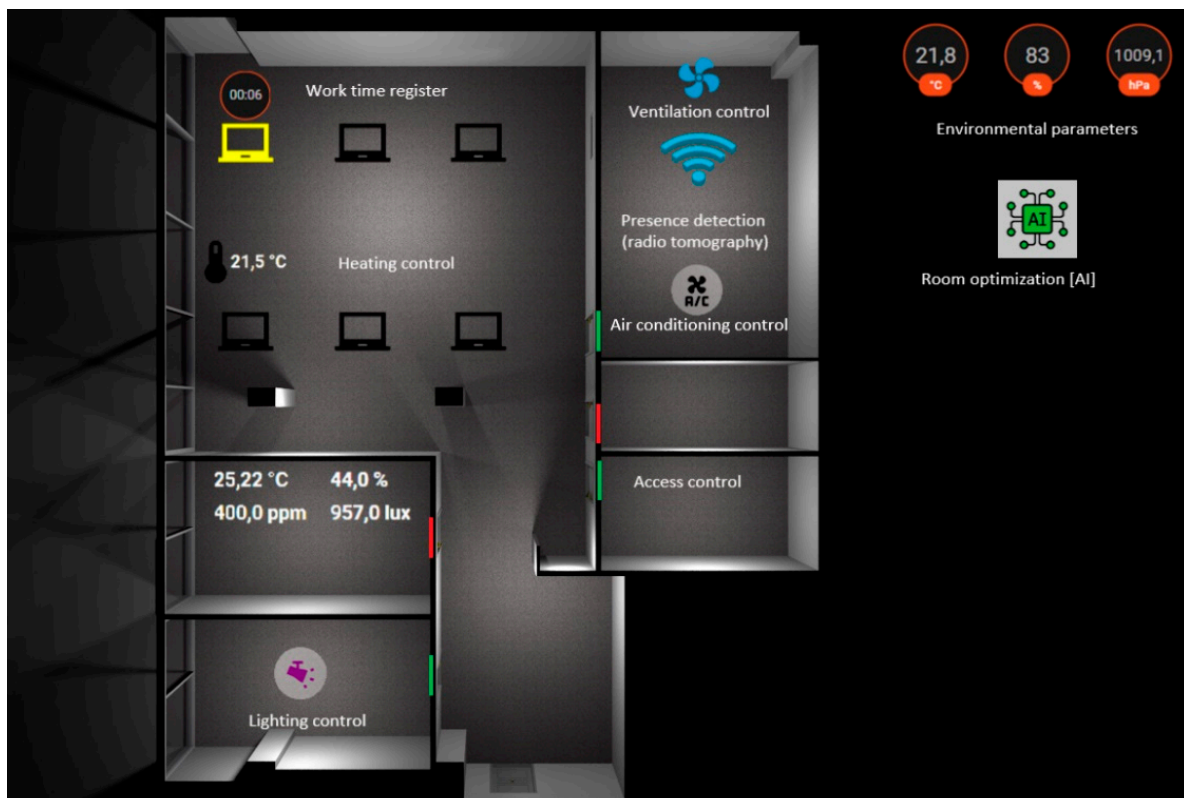 00:06
Work time register
21,5 °C
Heating control
25,22 °C 44,0 %
400,0 ppm 957,0 lux
Lighting control
Ventilation control
Presence detection
(radio tomography)
A/C
Air conditioning control
Access control
21,8 83 1009,1
°C % hPa
Environmental parameters
AI
Room optimization [AI]